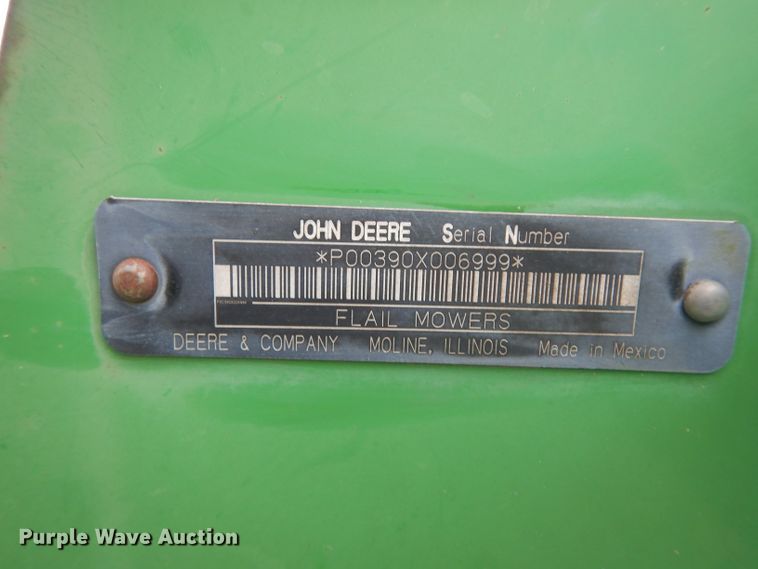 JOHN DEERE Serial Number
*P00390X006999*
FLAIL MOWERS
DEERE & COMPANY MOLINE, ILLINOIS Made in Mexico
Purple Wave Auction